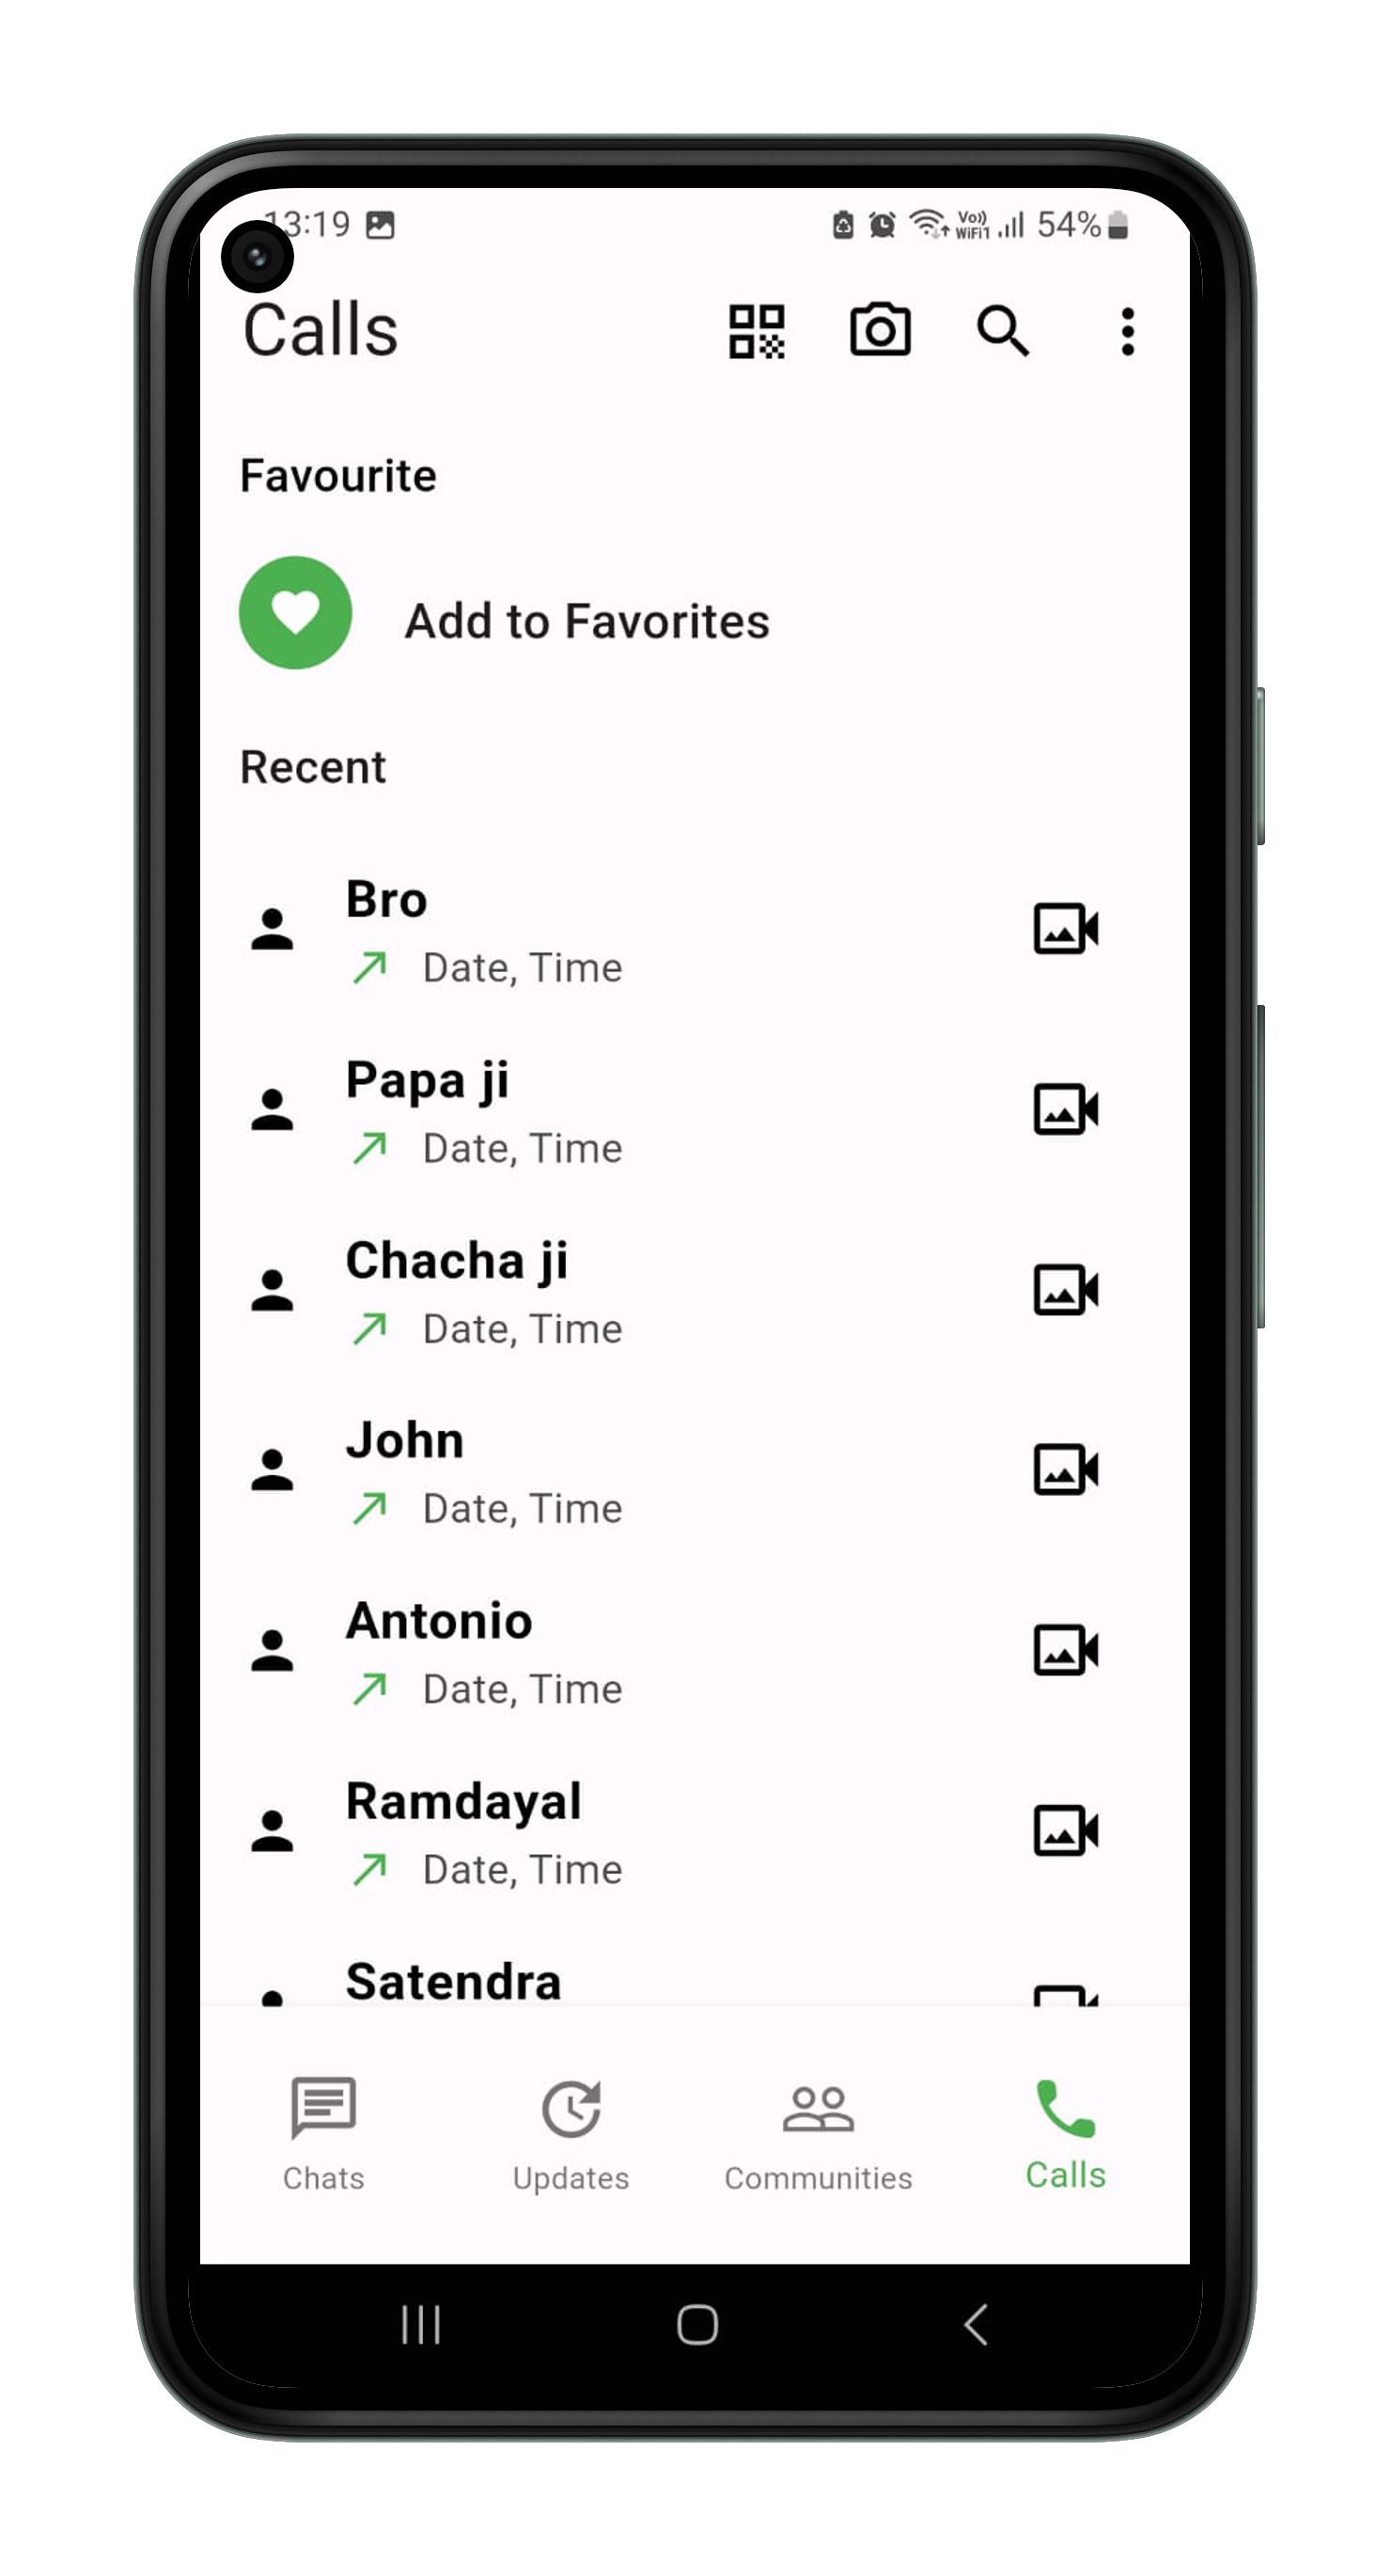 13:19 Vo)) WiFi1 54%
Calls
Favourite
Add to Favorites
Recent
Bro
Date, Time
Papa ji
Date, Time
Chacha ji
Date, Time
John
Date, Time
Antonio
Date, Time
Ramdayal
Date, Time
Satendra
Chats Updates Communities Calls